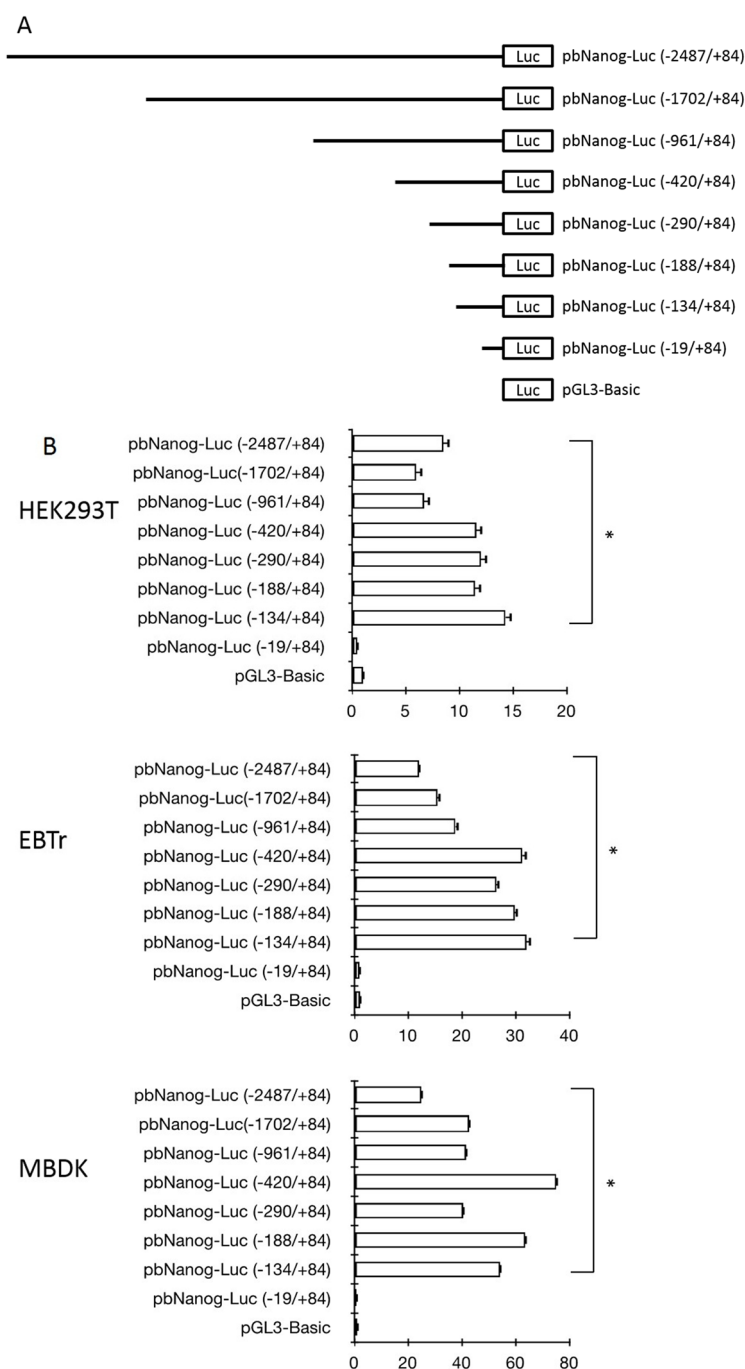 A
Luc pbNanog-Luc (-2487/+84)
Luc pbNanog-Luc (-1702/+84)
Luc pbNanog-Luc (-961/+84)
Luc pbNanog-Luc (-420/+84)
Luc pbNanog-Luc (-290/+84)
Luc pbNanog-Luc (-188/+84)
Luc pbNanog-Luc (-134/+84)
Luc pbNanog-Luc (-19/+84)
Luc pGL3-Basic
B
HEK293T
pbNanog-Luc (-2487/+84)
pbNanog-Luc(-1702/+84)
pbNanog-Luc (-961/+84)
pbNanog-Luc (-420/+84)
pbNanog-Luc (-290/+84)
pbNanog-Luc (-188/+84)
pbNanog-Luc (-134/+84)
pbNanog-Luc (-19/+84)
pGL3-Basic
*
0 5 10 15 20
EBTr
pbNanog-Luc (-2487/+84)
pbNanog-Luc(-1702/+84)
pbNanog-Luc (-961/+84)
pbNanog-Luc (-420/+84)
pbNanog-Luc (-290/+84)
pbNanog-Luc (-188/+84)
pbNanog-Luc (-134/+84)
pbNanog-Luc (-19/+84)
pGL3-Basic
*
0 10 20 30 40
MBDK
pbNanog-Luc (-2487/+84)
pbNanog-Luc(-1702/+84)
pbNanog-Luc (-961/+84)
pbNanog-Luc (-420/+84)
pbNanog-Luc (-290/+84)
pbNanog-Luc (-188/+84)
pbNanog-Luc (-134/+84)
pbNanog-Luc (-19/+84)
pGL3-Basic
*
0 20 40 60 80